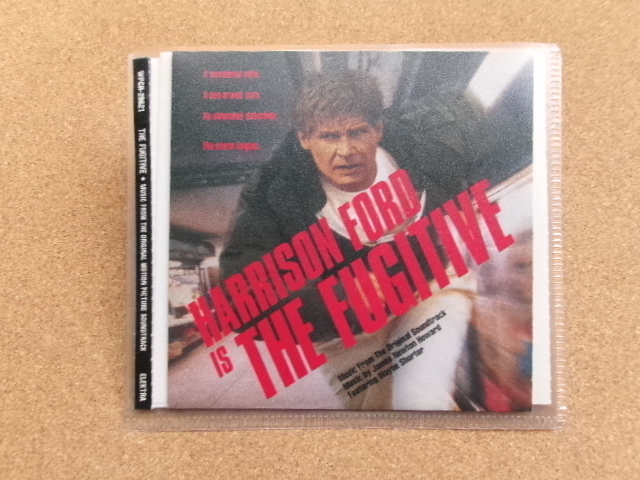 WPCR-28621 THE FUGITIVE ● MUSIC FROM THE ORIGINAL MOTION PICTURE SOUNDTRACK ELEKTRA
A murdered wife.
A one-armed man.
An obsessed detective.
The chase begins.
HARRISON FORD
IS THE FUGITIVE
Music from The Original Soundtrack
Music by James Newton Howard
Featuring Wayne Shorter